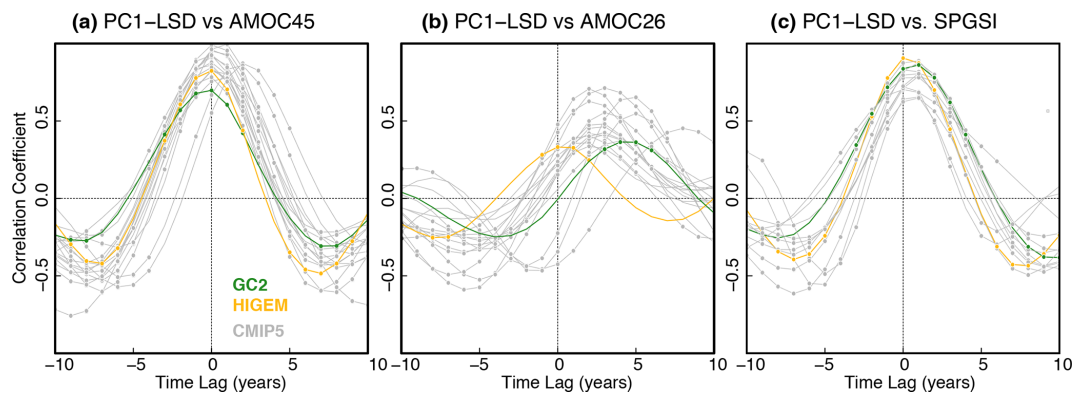 (a) PC1−LSD vs AMOC45
(b) PC1−LSD vs AMOC26
(c) PC1−LSD vs. SPGSI
Correlation Coefficient
0.5
0.0
−0.5
GC2
HIGEM
CMIP5
−10 −5 0 5 10
Time Lag (years)
0.5
0.0
−0.5
−10 −5 0 5 10
Time Lag (years)
0.5
0.0
−0.5
−10 −5 0 5 10
Time Lag (years)